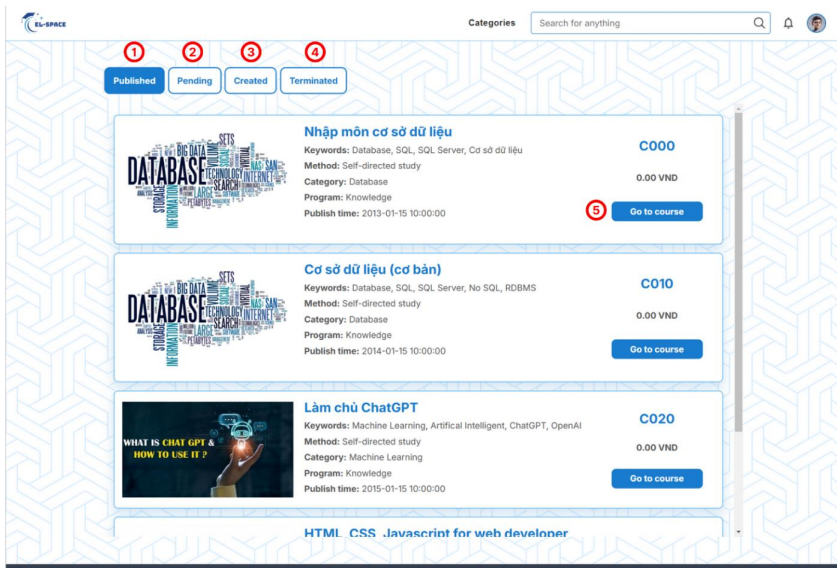 EL-SPACE
Categories
Search for anything
1
2
3
4
Published
Pending
Created
Terminated
Nhập môn cơ sở dữ liệu
Keywords: Database, SQL, SQL Server, Cơ sở dữ liệu
Method: Self-directed study
Category: Database
Program: Knowledge
Publish time: 2013-01-15 10:00:00
C000
0.00 VND
5
Go to course
SETS
BIG DATA
DATABASE
TECHNOLOGY
INTERNET
SEARCH
LARGE
STORAGE
INFORMATION
PETABYTES
ANALYSIS
VOLUME
VIRTUAL
NAS
SAN
Cơ sở dữ liệu (cơ bản)
Keywords: Database, SQL, SQL Server, No SQL, RDBMS
Method: Self-directed study
Category: Database
Program: Knowledge
Publish time: 2014-01-15 10:00:00
C010
0.00 VND
Go to course
SETS
BIG DATA
DATABASE
TECHNOLOGY
INTERNET
SEARCH
LARGE
STORAGE
INFORMATION
PETABYTES
ANALYSIS
VOLUME
VIRTUAL
NAS
SAN
WHAT IS CHAT GPT &
HOW TO USE IT ?
Làm chủ ChatGPT
Keywords: Machine Learning, Artifical Intelligent, ChatGPT, OpenAI
Method: Self-directed study
Category: Machine Learning
Program: Knowledge
Publish time: 2015-01-15 10:00:00
C020
0.00 VND
Go to course
HTML, CSS, Javascript for web developer